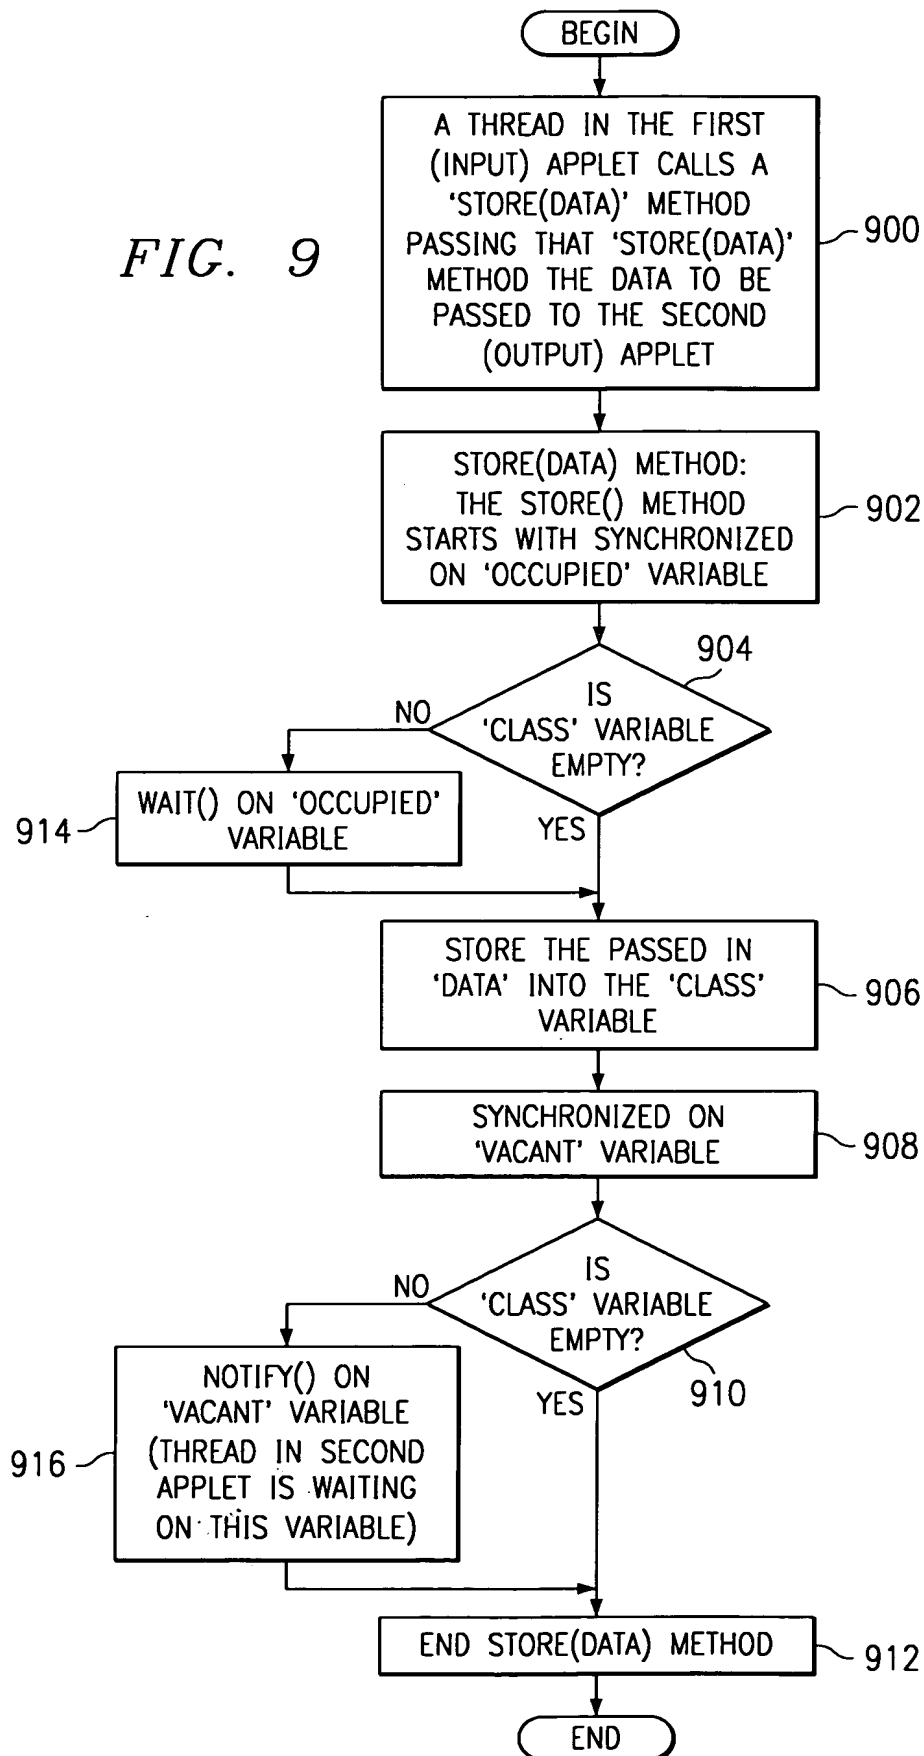 BEGIN
A THREAD IN THE FIRST
(INPUT) APPLET CALLS A
'STORE(DATA)' METHOD
PASSING THAT 'STORE(DATA)'
METHOD THE DATA TO BE
PASSED TO THE SECOND
(OUTPUT) APPLET
900
FIG. 9
STORE(DATA) METHOD:
THE STORE() METHOD
STARTS WITH SYNCHRONIZED
ON 'OCCUPIED' VARIABLE
902
904
IS
'CLASS' VARIABLE
EMPTY?
NO
YES
WAIT() ON 'OCCUPIED'
VARIABLE
914
STORE THE PASSED IN
'DATA' INTO THE 'CLASS'
VARIABLE
906
SYNCHRONIZED ON
'VACANT' VARIABLE
908
IS
'CLASS' VARIABLE
EMPTY?
910
NO
YES
NOTIFY() ON
'VACANT' VARIABLE
(THREAD IN SECOND
APPLET IS WAITING
ON THIS VARIABLE)
916
END STORE(DATA) METHOD
912
END